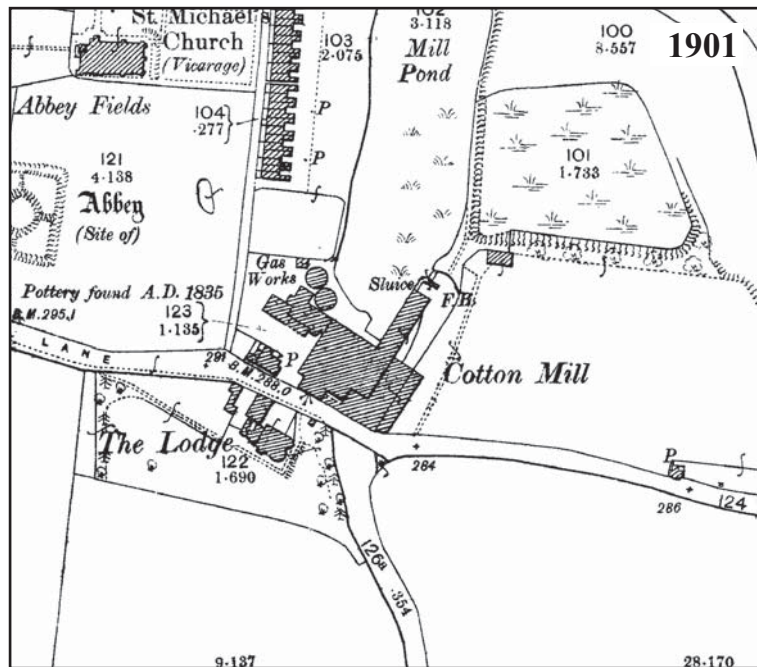 St. Michael's
Church
(Vicarage)
103
2.075
102
3.118
Mill
Pond
100
8.557
1901
Abbey Fields
104
.277
P
P
101
1.733
121
4.138
Abbey
(Site of)
Gas
Works
Sluice
F.B.
Pottery found A.D. 1835
B.M.295.1
123
1.135
LANE
291
B.M.288.0
P
Cotton Mill
The Lodge
122
1.690
284
P
286
124
126a
.354
9.137
28.170